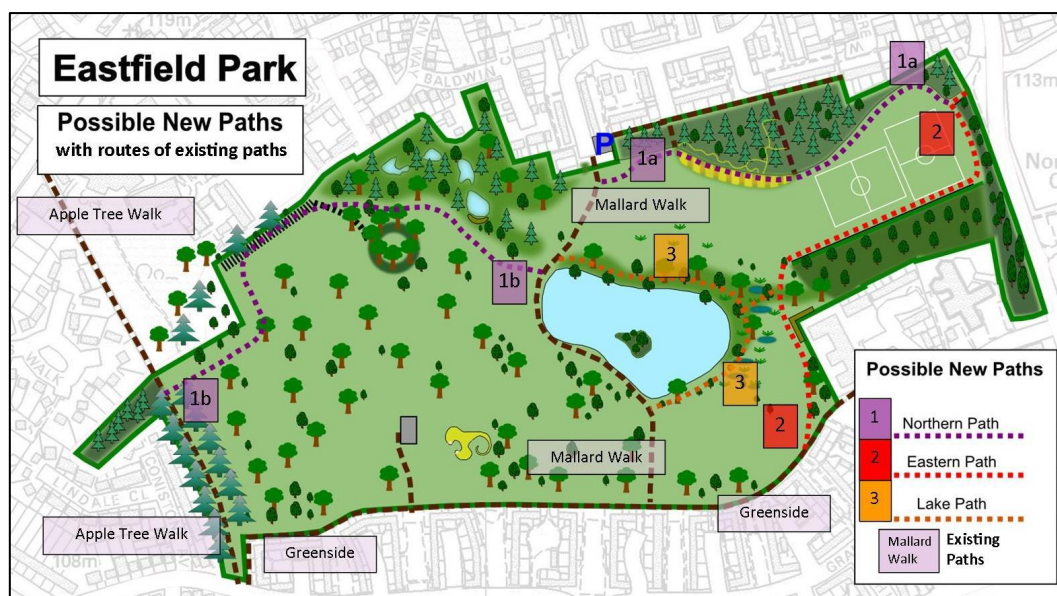 119m
Eastfield Park
Possible New Paths
with routes of existing paths
BALDWIN
1a
113m
2
P
1a
Apple Tree Walk
Mallard Walk
3
1b
1b
3
2
Mallard Walk
Apple Tree Walk
108m
Greenside
Greenside
Possible New Paths
1 Northern Path
2 Eastern Path
3 Lake Path
Mallard Walk
Existing Paths